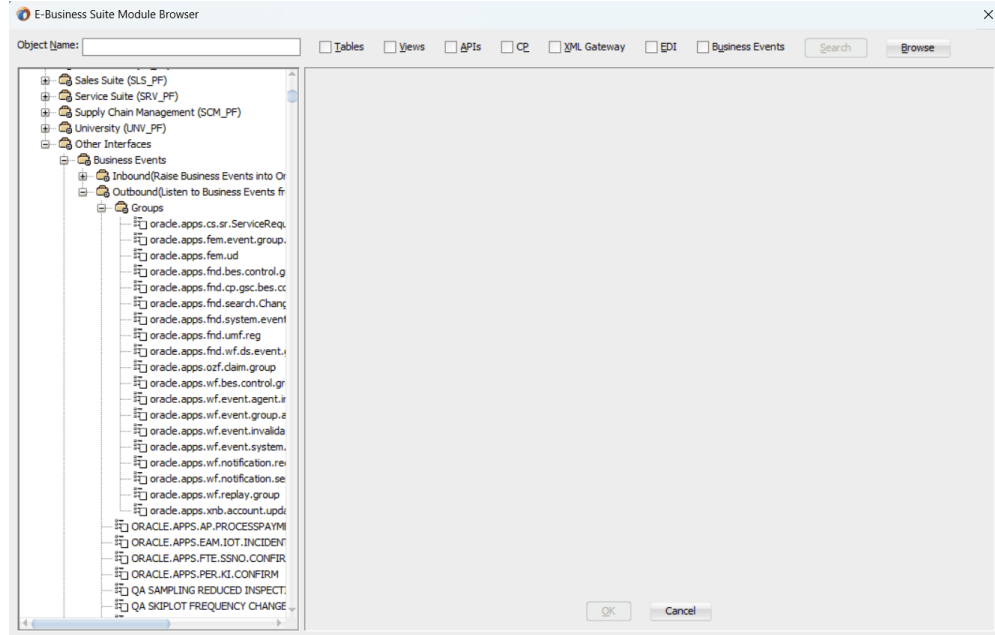 E-Business Suite Module Browser
Object Name: Tables Views APIs CP XML Gateway EDI Business Events Search Browse
Sales Suite (SLS_PF)
Service Suite (SRV_PF)
Supply Chain Management (SCM_PF)
University (UNV_PF)
Other Interfaces
Business Events
Inbound(Raise Business Events into Or
Outbound(Listen to Business Events fr
Groups
oracle.apps.cs.sr.ServiceRequ
oracle.apps.fem.event.group.
oracle.apps.fem.ud
oracle.apps.fnd.bes.control.g
oracle.apps.fnd.cp.gsc.bes.cc
oracle.apps.fnd.search.Chang
oracle.apps.fnd.system.event
oracle.apps.fnd.umf.reg
oracle.apps.fnd.wf.ds.event.g
oracle.apps.ozf.claim.group
oracle.apps.wf.bes.control.gr
oracle.apps.wf.event.agent.ir
oracle.apps.wf.event.group.a
oracle.apps.wf.event.invalida
oracle.apps.wf.event.system.
oracle.apps.wf.notification.re
oracle.apps.wf.notification.se
oracle.apps.wf.replay.group
oracle.apps.xnb.account.upda
ORACLE.APPS.AP.PROCESSPAYME
ORACLE.APPS.EAM.IOT.INCIDENT
ORACLE.APPS.FTE.SSNO.CONFIR
ORACLE.APPS.PER.KI.CONFIRM
QA SAMPLING REDUCED INSPECTI
QA SKIPLOT FREQUENCY CHANGE
OK Cancel